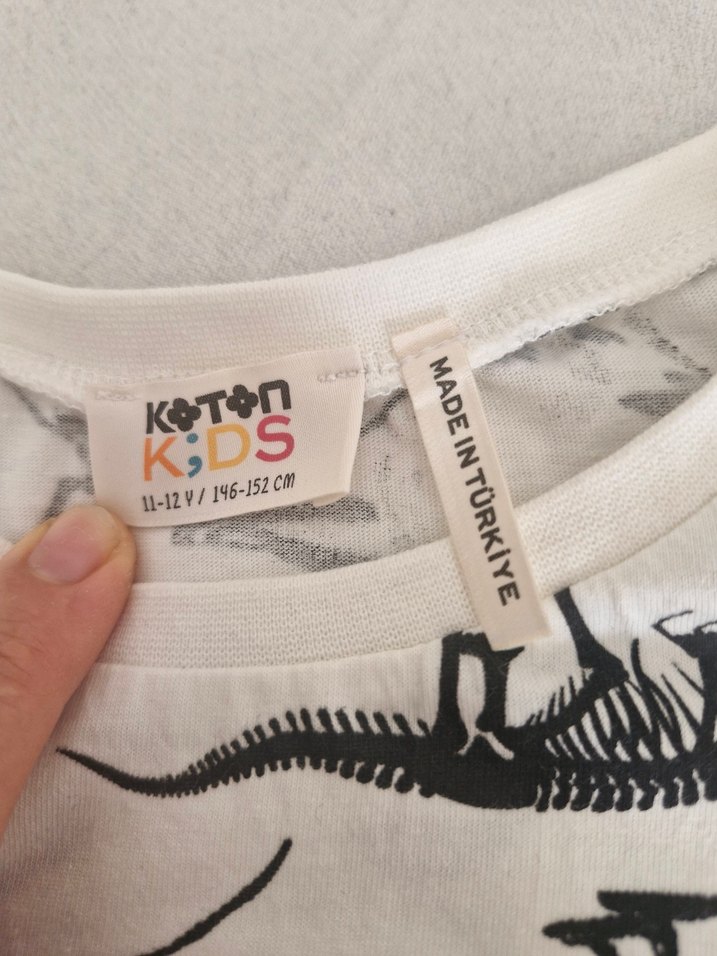 KOTON
K;DS
11-12 Y / 146-152 CM
MADE IN TÜRKİYE